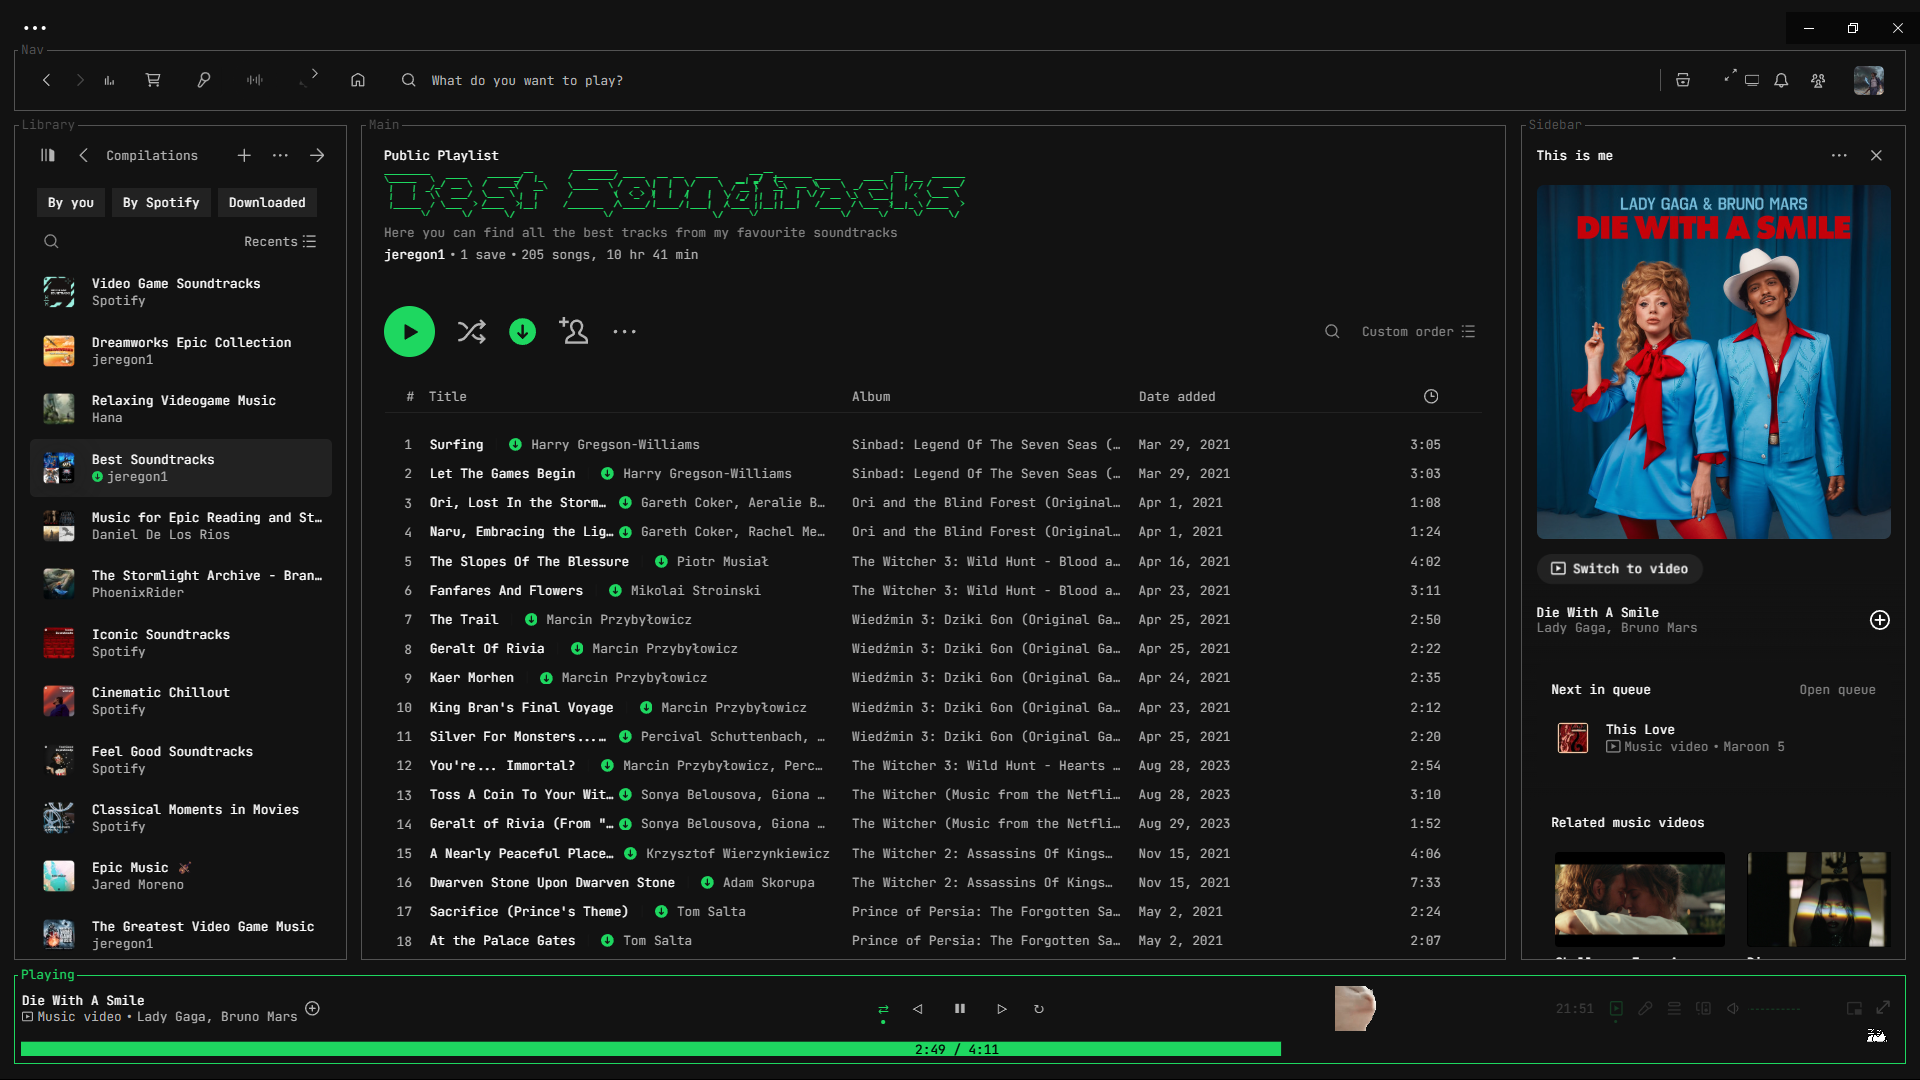 Nav
What do you want to play?
Library
Compilations
By you
By Spotify
Downloaded
Recents
Video Game Soundtracks
Spotify
Dreamworks Epic Collection
jeregon1
Relaxing Videogame Music
Hana
Best Soundtracks
jeregon1
Music for Epic Reading and St…
Daniel De Los Rios
The Stormlight Archive - Bran…
PhoenixRider
Iconic Soundtracks
Spotify
Cinematic Chillout
Spotify
Feel Good Soundtracks
Spotify
Classical Moments in Movies
Spotify
Epic Music
Jared Moreno
The Greatest Video Game Music
jeregon1
Main
Public Playlist
Best Soundtracks
Here you can find all the best tracks from my favourite soundtracks
jeregon1 • 1 save • 205 songs, 10 hr 41 min
Custom order
# Title Album Date added
1 Surfing Harry Gregson-Williams Sinbad: Legend Of The Seven Seas (… Mar 29, 2021 3:05
2 Let The Games Begin Harry Gregson-Williams Sinbad: Legend Of The Seven Seas (… Mar 29, 2021 3:03
3 Ori, Lost In the Storm… Gareth Coker, Aeralie B… Ori and the Blind Forest (Original… Apr 1, 2021 1:08
4 Naru, Embracing the Lig… Gareth Coker, Rachel Me… Ori and the Blind Forest (Original… Apr 1, 2021 1:24
5 The Slopes Of The Blessure Piotr Musiał The Witcher 3: Wild Hunt - Blood a… Apr 16, 2021 4:02
6 Fanfares And Flowers Mikolai Stroinski The Witcher 3: Wild Hunt - Blood a… Apr 23, 2021 3:11
7 The Trail Marcin Przybyłowicz Wiedźmin 3: Dziki Gon (Original Ga… Apr 25, 2021 2:50
8 Geralt Of Rivia Marcin Przybyłowicz Wiedźmin 3: Dziki Gon (Original Ga… Apr 25, 2021 2:22
9 Kaer Morhen Marcin Przybyłowicz Wiedźmin 3: Dziki Gon (Original Ga… Apr 24, 2021 2:35
10 King Bran's Final Voyage Marcin Przybyłowicz Wiedźmin 3: Dziki Gon (Original Ga… Apr 23, 2021 2:12
11 Silver For Monsters...… Percival Schuttenbach, … Wiedźmin 3: Dziki Gon (Original Ga… Apr 25, 2021 2:20
12 You're... Immortal? Marcin Przybyłowicz, Perc… The Witcher 3: Wild Hunt - Hearts … Aug 28, 2023 2:54
13 Toss A Coin To Your Wit… Sonya Belousova, Giona … The Witcher (Music from the Netfli… Aug 28, 2023 3:10
14 Geralt of Rivia (From "… Sonya Belousova, Giona … The Witcher (Music from the Netfli… Aug 29, 2023 1:52
15 A Nearly Peaceful Place… Krzysztof Wierzynkiewicz The Witcher 2: Assassins Of Kings… Nov 15, 2021 4:06
16 Dwarven Stone Upon Dwarven Stone Adam Skorupa The Witcher 2: Assassins Of Kings… Nov 15, 2021 7:33
17 Sacrifice (Prince's Theme) Tom Salta Prince of Persia: The Forgotten Sa… May 2, 2021 2:24
18 At the Palace Gates Tom Salta Prince of Persia: The Forgotten Sa… May 2, 2021 2:07
Sidebar
This is me
LADY GAGA & BRUNO MARS
DIE WITH A SMILE
Switch to video
Die With A Smile
Lady Gaga, Bruno Mars
Next in queue
Open queue
This Love
Music video • Maroon 5
Related music videos
Playing
Die With A Smile
Music video • Lady Gaga, Bruno Mars
21:51
2:49 / 4:11